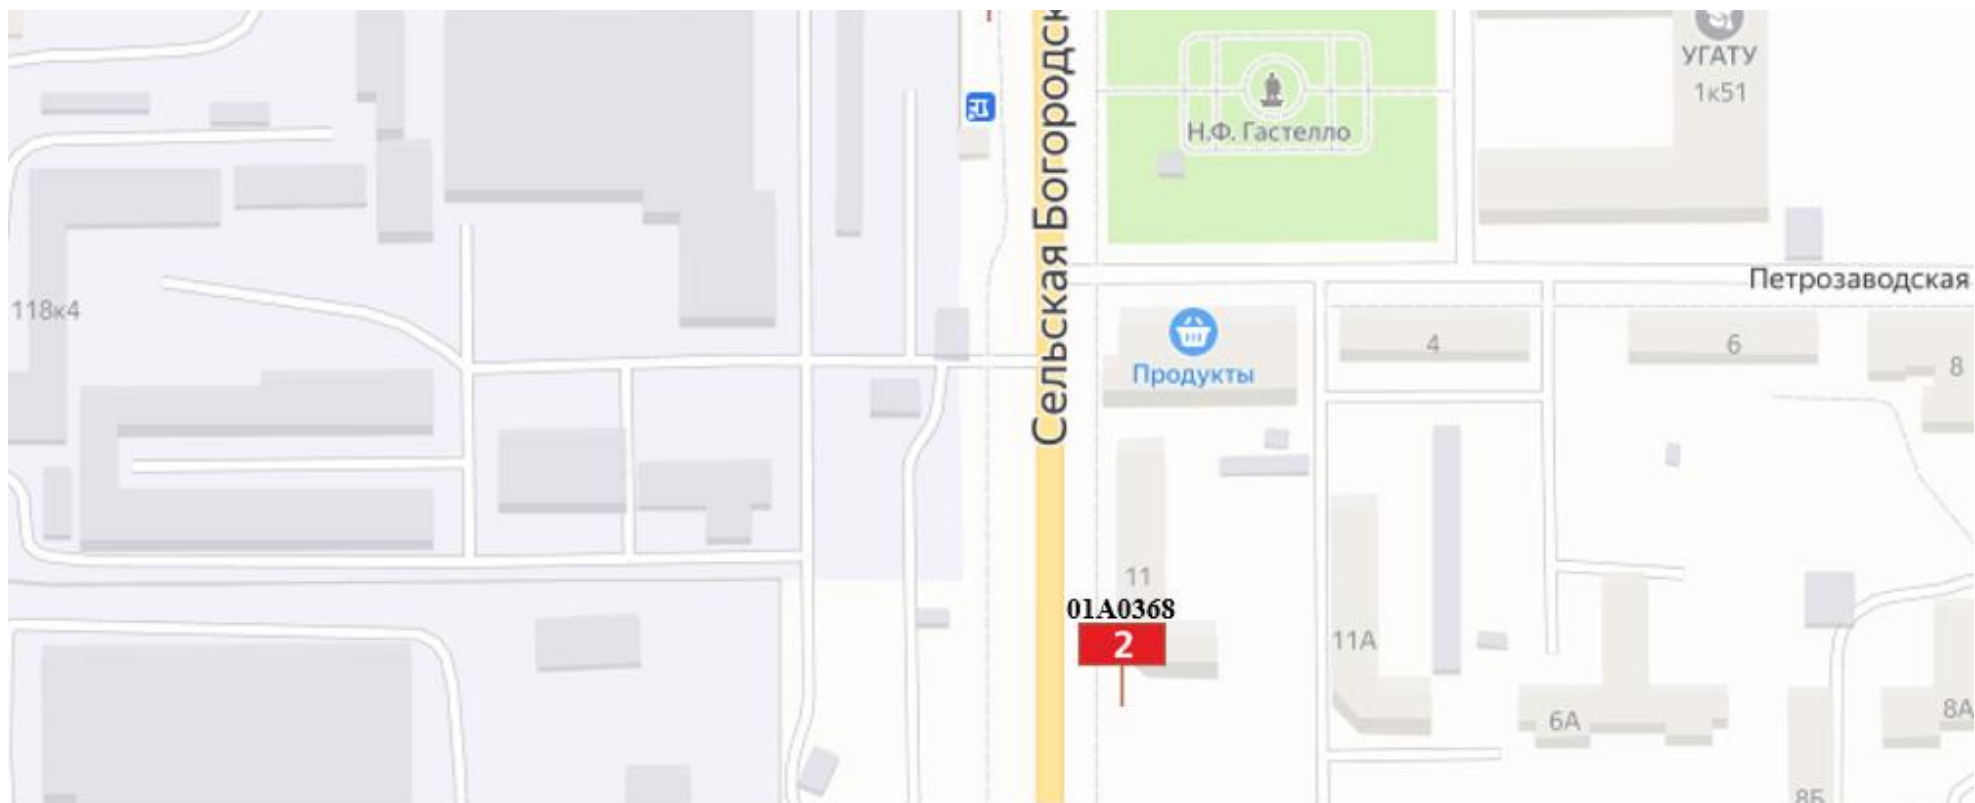 УГАТУ
1к51
Н.Ф. Гастелло
Сельская Богородск
Петрозаводская
118к4
4
6
8
Продукты
11
01А0368
2
11А
6А
8А
8Б